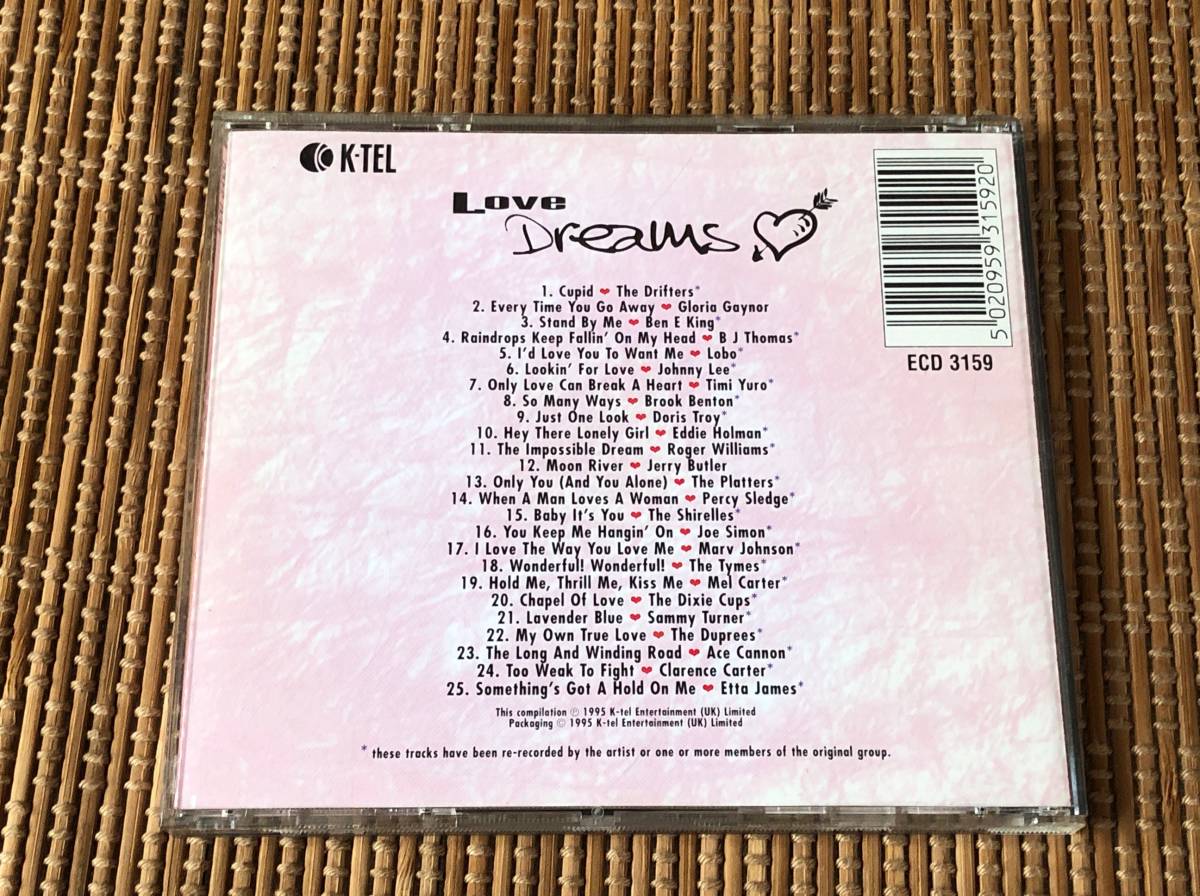 K-TEL
Love
Dreams
5 020959 315920
ECD 3159
1. Cupid ❤ The Drifters*
2. Every Time You Go Away ❤ Gloria Gaynor
3. Stand By Me ❤ Ben E King*
4. Raindrops Keep Fallin' On My Head ❤ B J Thomas*
5. I'd Love You To Want Me ❤ Lobo*
6. Lookin' For Love ❤ Johnny Lee*
7. Only Love Can Break A Heart ❤ Timi Yuro*
8. So Many Ways ❤ Brook Benton*
9. Just One Look ❤ Doris Troy*
10. Hey There Lonely Girl ❤ Eddie Holman*
11. The Impossible Dream ❤ Roger Williams*
12. Moon River ❤ Jerry Butler
13. Only You (And You Alone) ❤ The Platters*
14. When A Man Loves A Woman ❤ Percy Sledge*
15. Baby It's You ❤ The Shirelles*
16. You Keep Me Hangin' On ❤ Joe Simon*
17. I Love The Way You Love Me ❤ Marv Johnson*
18. Wonderful! Wonderful! ❤ The Tymes*
19. Hold Me, Thrill Me, Kiss Me ❤ Mel Carter*
20. Chapel Of Love ❤ The Dixie Cups*
21. Lavender Blue ❤ Sammy Turner*
22. My Own True Love ❤ The Duprees*
23. The Long And Winding Road ❤ Ace Cannon*
24. Too Weak To Fight ❤ Clarence Carter*
25. Something's Got A Hold On Me ❤ Etta James*
This compilation ℗ 1995 K-tel Entertainment (UK) Limited
Packaging © 1995 K-tel Entertainment (UK) Limited
* these tracks have been re-recorded by the artist or one or more members of the original group.